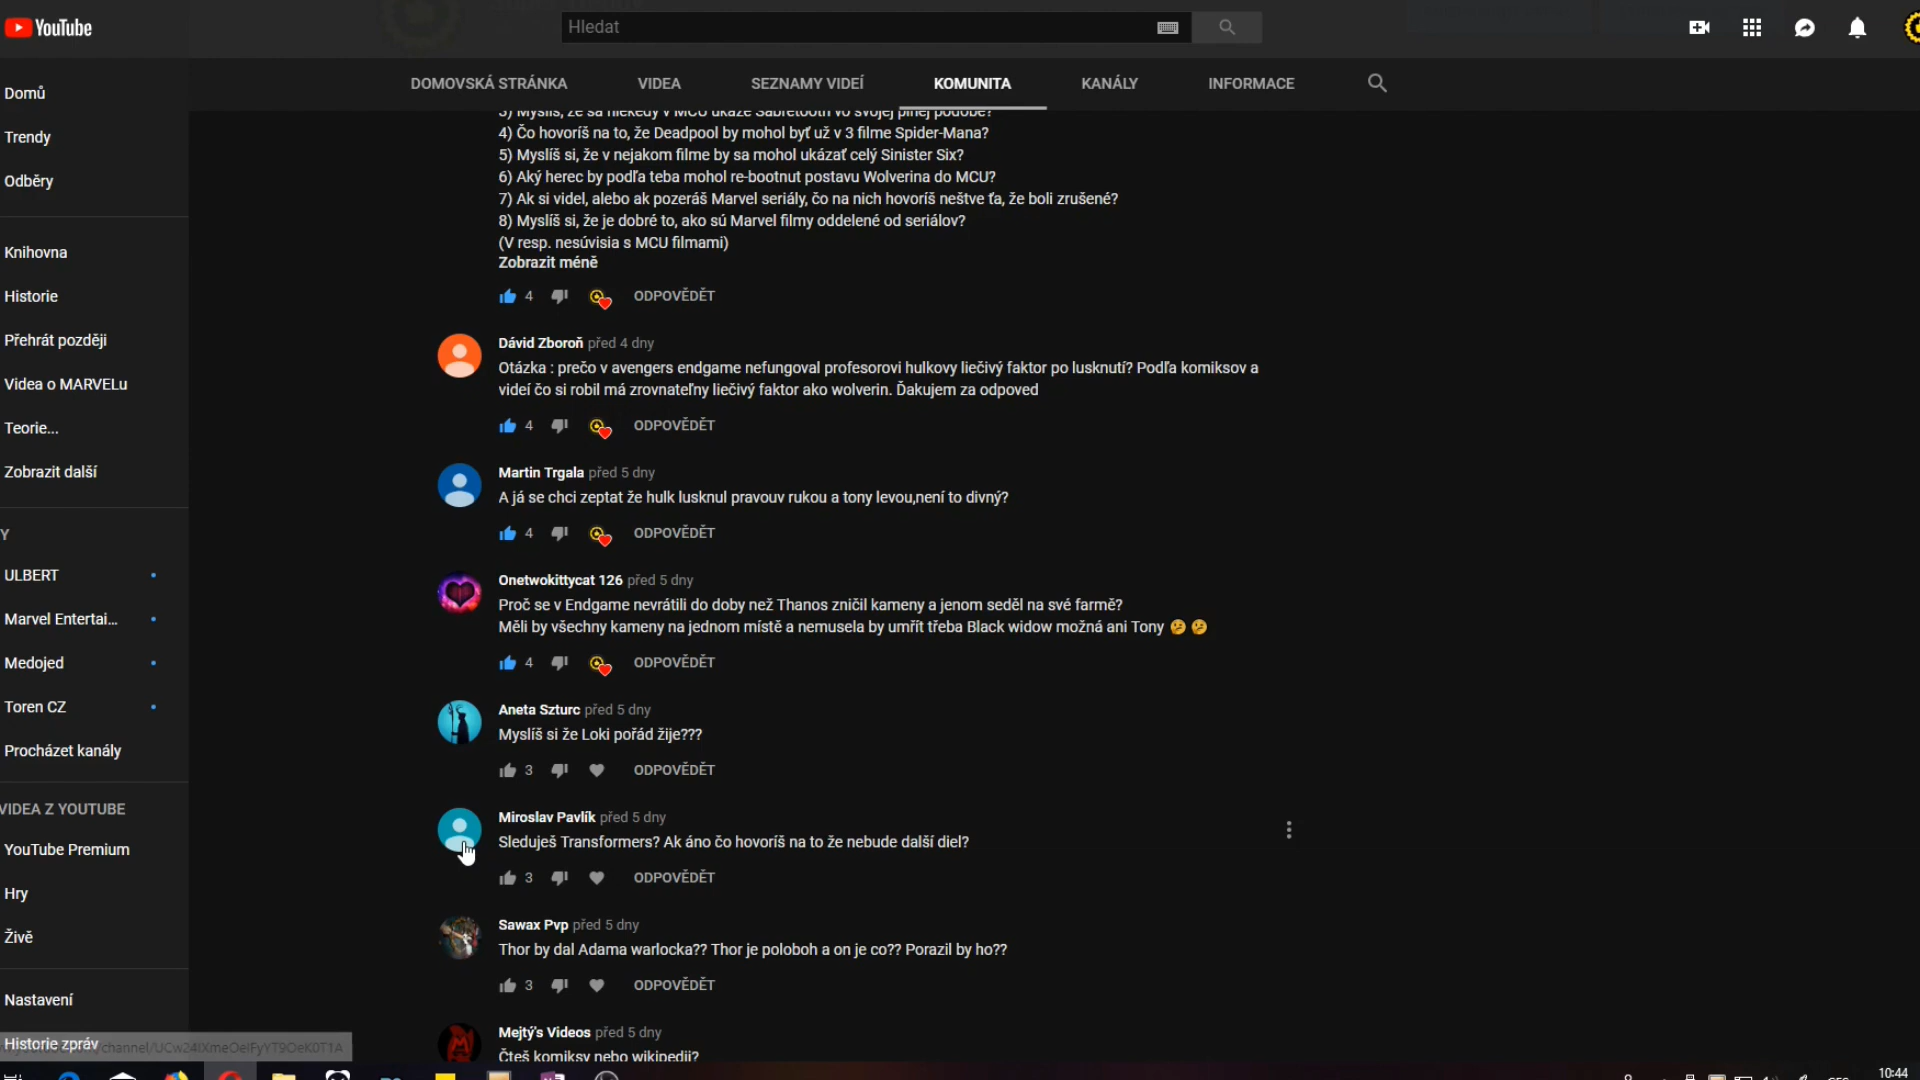 YouTube
Hledat
DOMOVSKÁ STRÁNKA
VIDEA
SEZNAMY VIDEÍ
KOMUNITA
KANÁLY
INFORMACE
Domů
Trendy
Odběry
Knihovna
Historie
Přehrát později
Videa o MARVELu
Teorie...
Zobrazit další
Y
ULBERT
Marvel Entertai...
Medojed
Toren CZ
Procházet kanály
VIDEA Z YOUTUBE
YouTube Premium
Hry
Živě
Nastavení
Historie zpráv
3) Myslíš, že sa niekedy v MCU ukáže Sabretooth vo svojej plnej podobe?
4) Čo hovoríš na to, že Deadpool by mohol byť už v 3 filme Spider-Mana?
5) Myslíš si, že v nejakom filme by sa mohol ukázať celý Sinister Six?
6) Aký herec by podľa teba mohol re-bootnut postavu Wolverina do MCU?
7) Ak si videl, alebo ak pozeráš Marvel seriály, čo na nich hovoríš neštve ťa, že boli zrušené?
8) Myslíš si, že je dobré to, ako sú Marvel filmy oddelené od seriálov?
(V resp. nesúvisia s MCU filmami)
Zobrazit méně
4 ODPOVĚDĚT
Dávid Zboroň před 4 dny
Otázka : prečo v avengers endgame nefungoval profesorovi hulkovy liečivý faktor po lusknutí? Podľa komiksov a
videí čo si robil má zrovnateľny liečivý faktor ako wolverin. Ďakujem za odpoved
4 ODPOVĚDĚT
Martin Trgala před 5 dny
A já se chci zeptat že hulk lusknul pravouv rukou a tony levou,není to divný?
4 ODPOVĚDĚT
Onetwokittycat 126 před 5 dny
Proč se v Endgame nevrátili do doby než Thanos zničil kameny a jenom seděl na své farmě?
Měli by všechny kameny na jednom místě a nemusela by umřít třeba Black widow možná ani Tony 🤔🤔
4 ODPOVĚDĚT
Aneta Szturc před 5 dny
Myslíš si že Loki pořád žije???
3 ODPOVĚDĚT
Miroslav Pavlík před 5 dny
Sleduješ Transformers? Ak áno čo hovoríš na to že nebude další diel?
3 ODPOVĚDĚT
Sawax Pvp před 5 dny
Thor by dal Adama warlocka?? Thor je poloboh a on je co?? Porazil by ho??
3 ODPOVĚDĚT
Mejtý's Videos před 5 dny
Čteš komiksy nebo wikipedii?
10:44